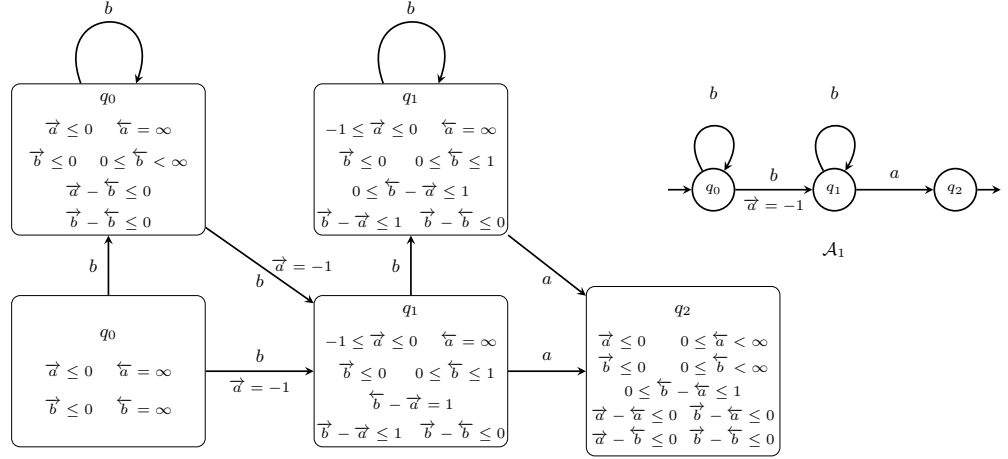 b
q₀
→a ≤ 0 ←a = ∞
→b ≤ 0 0 ≤ ←b < ∞
→a − ←b ≤ 0
→b − ←b ≤ 0
b
q₁
−1 ≤ →a ≤ 0 ←a = ∞
→b ≤ 0 0 ≤ ←b ≤ 1
0 ≤ ←b − →a ≤ 1
→b − →a ≤ 1 →b − ←b ≤ 0
b
→a = −1
b
b
a
q₀
→a ≤ 0 ←a = ∞
→b ≤ 0 ←b = ∞
b
→a = −1
q₁
−1 ≤ →a ≤ 0 ←a = ∞
→b ≤ 0 0 ≤ ←b ≤ 1
←b − →a = 1
→b − →a ≤ 1 →b − ←b ≤ 0
a
q₂
→a ≤ 0 0 ≤ ←a < ∞
→b ≤ 0 0 ≤ ←b < ∞
0 ≤ ←b − ←a ≤ 1
→a − ←a ≤ 0 →b − ←a ≤ 0
→a − ←b ≤ 0 →b − ←b ≤ 0
b b
q₀ b q₁ a q₂
→a = −1
𝒜₁